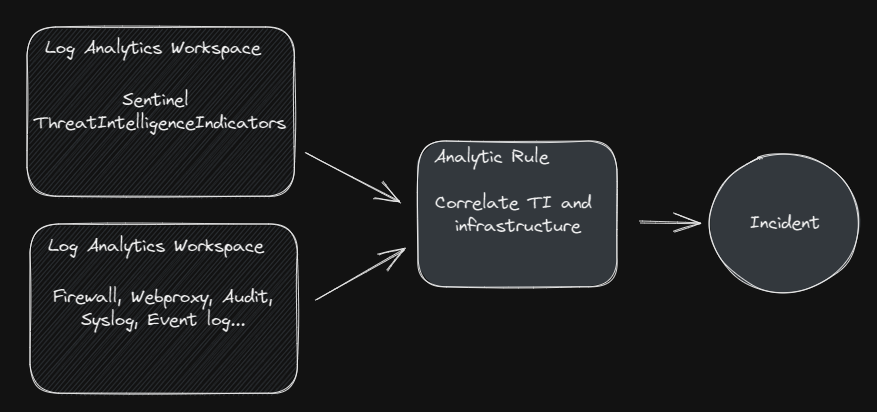 Log Analytics Workspace
Sentinel
ThreatIntelligenceIndicators
Log Analytics Workspace
Firewall, Webproxy, Audit,
Syslog, Event log...
Analytic Rule
Correlate TI and
infrastructure
Incident